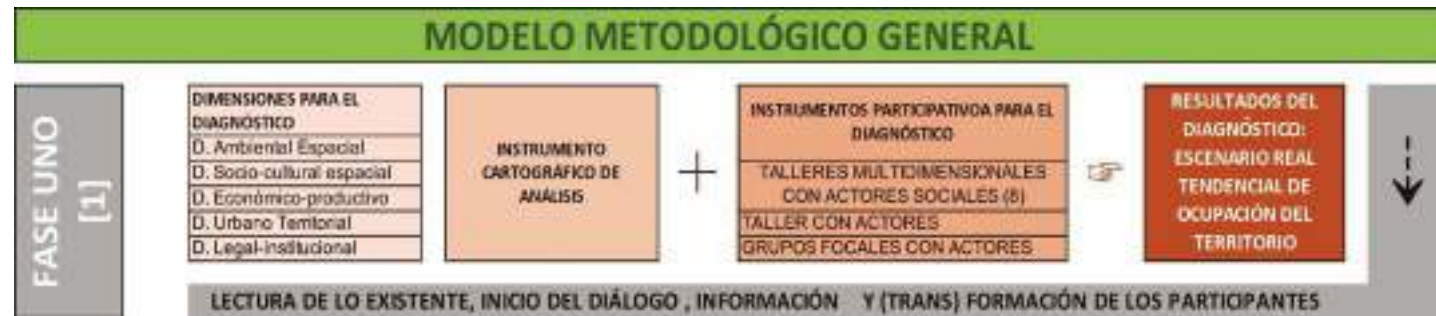 MODELO METODOLÓGICO GENERAL
FASE UNO
[1]
DIMENSIONES PARA EL
DIAGNÓSTICO
D. Ambiental Espacial
D. Socio-cultural espacial
D. Económico-productivo
D. Urbano Territorial
D. Legal-institucional
INSTRUMENTO
CARTOGRÁFICO DE
ANÁLISIS
+
INSTRUMENTOS PARTICIPATIVOA PARA EL
DIAGNÓSTICO
TALLERES MULTIDIMENSIONALES
CON ACTORES SOCIALES (8)
TALLER CON ACTORES
GRUPOS FOCALES CON ACTORES
RESULTADOS DEL
DIAGNÓSTICO:
ESCENARIO REAL
TENDENCIAL DE
OCUPACIÓN DEL
TERRITORIO
LECTURA DE LO EXISTENTE, INICIO DEL DIÁLOGO , INFORMACIÓN Y (TRANS) FORMACIÓN DE LOS PARTICIPANTES